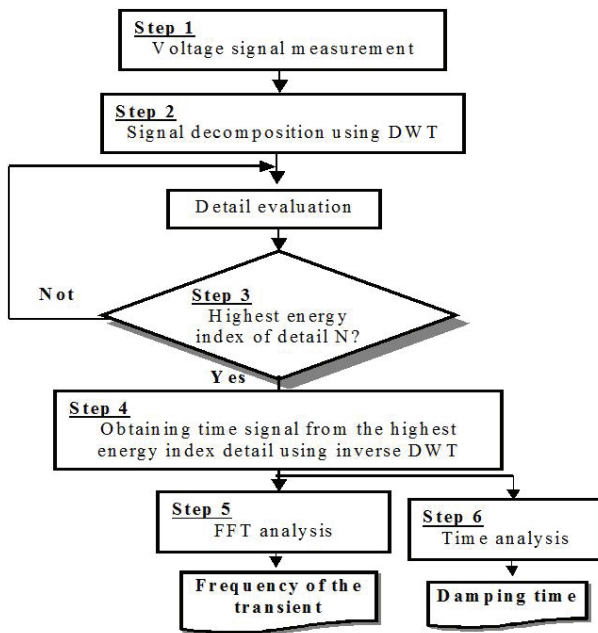 Step 1
Voltage signal measurement
Step 2
Signal decomposition using DWT
Detail evaluation
Not
Step 3
Highest energy
index of detail N?
Yes
Step 4
Obtaining time signal from the highest
energy index detail using inverse DWT
Step 5
FFT analysis
Step 6
Time analysis
Frequency of the
transient
Damping time